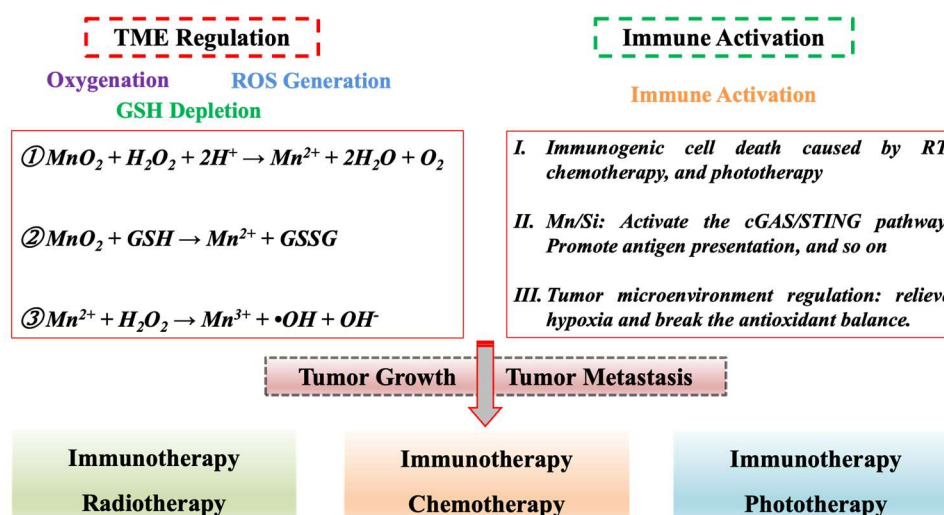 TME Regulation
Oxygenation
ROS Generation
GSH Depletion
①MnO₂ + H₂O₂ + 2H⁺ → Mn²⁺ + 2H₂O + O₂
②MnO₂ + GSH → Mn²⁺ + GSSG
③Mn²⁺ + H₂O₂ → Mn³⁺ + •OH + OH⁻
Immune Activation
Immune Activation
I. Immunogenic cell death caused by RT
chemotherapy, and phototherapy
II. Mn/Si: Activate the cGAS/STING pathway
Promote antigen presentation, and so on
III. Tumor microenvironment regulation: relieve
hypoxia and break the antioxidant balance.
Tumor Growth
Tumor Metastasis
Immunotherapy
Radiotherapy
Immunotherapy
Chemotherapy
Immunotherapy
Phototherapy